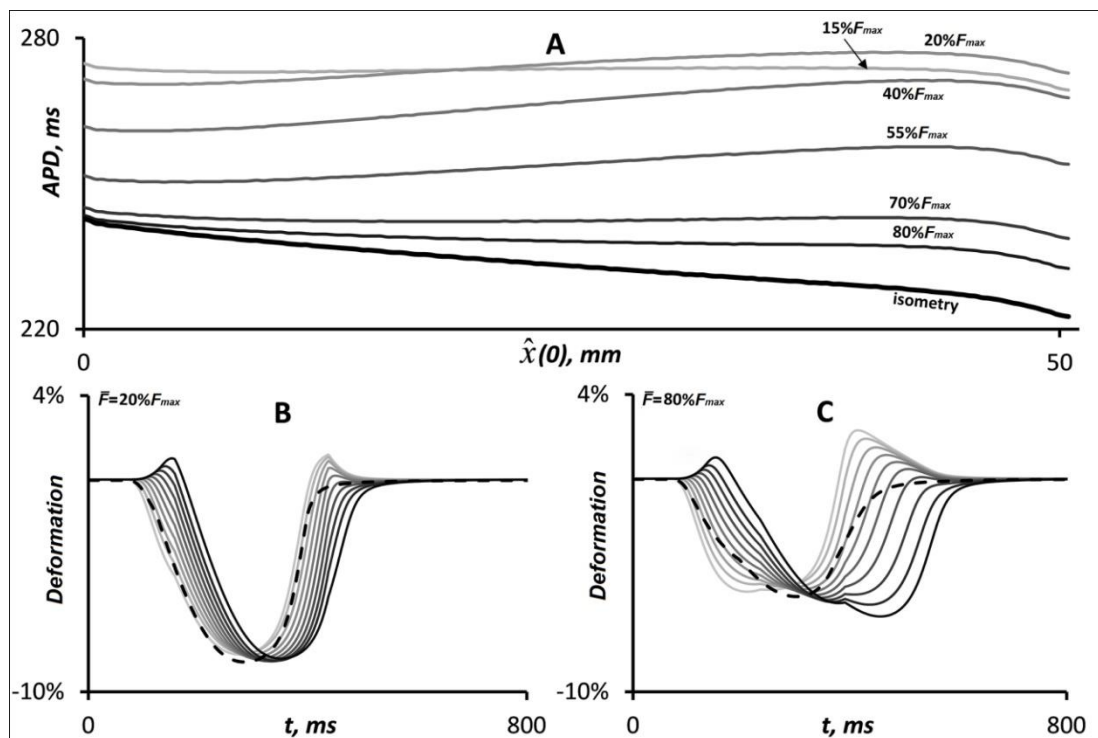 280
A
15%Fmax
20%Fmax
40%Fmax
55%Fmax
70%Fmax
80%Fmax
isometry
APD, ms
220
0
x̂(0), mm
50
4%
F̄=20%Fmax
B
Deformation
-10%
0
t, ms
800
4%
F̄=80%Fmax
C
Deformation
-10%
0
t, ms
800